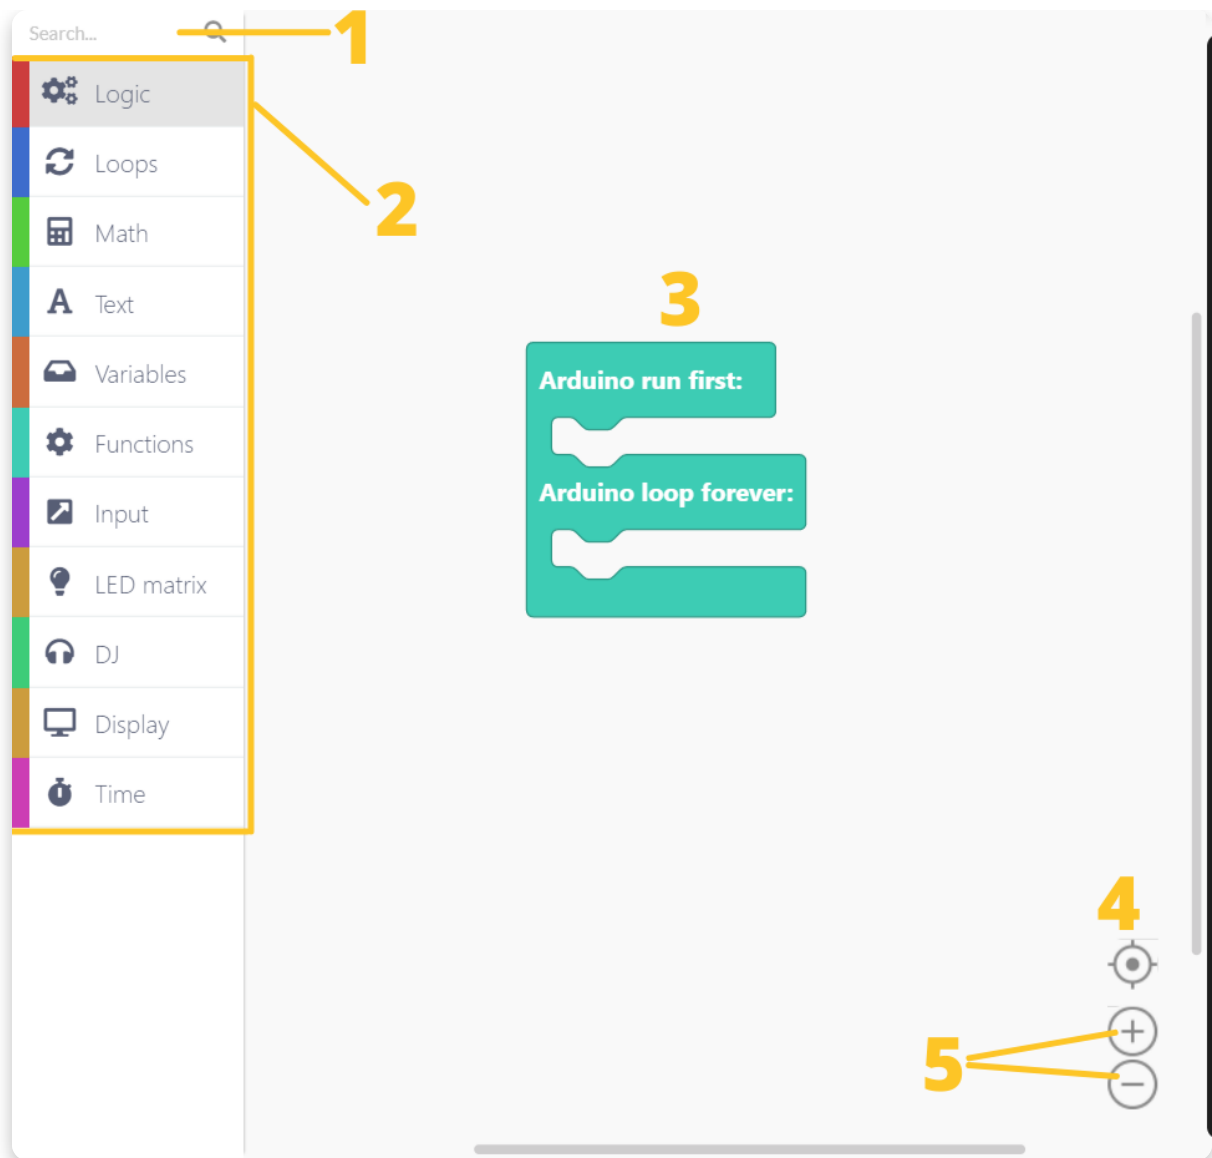 Search...
1
Logic
Loops
2
Math
3
Text
Arduino run first:
Variables
Functions
Arduino loop forever:
Input
LED matrix
DJ
Display
Time
4
5